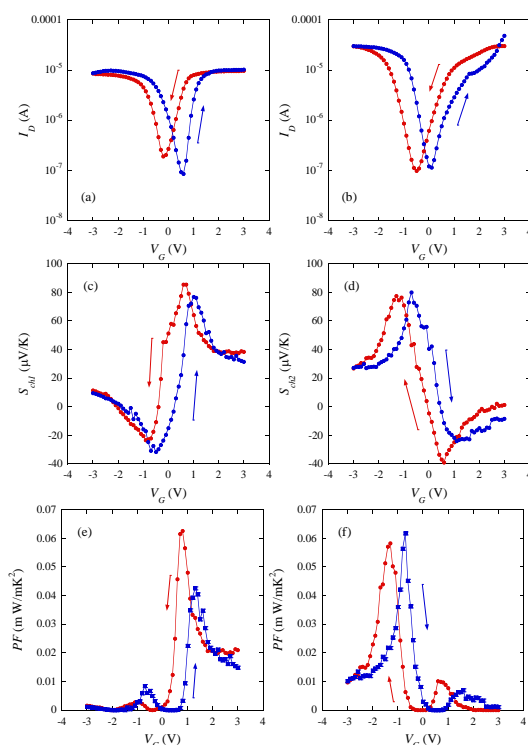 0.0001
10⁻⁵
10⁻⁶
10⁻⁷
10⁻⁸
I_D (A)
(a)
-4 -3 -2 -1 0 1 2 3 4
V_G (V)
0.0001
10⁻⁵
10⁻⁶
10⁻⁷
10⁻⁸
I_D (A)
(b)
-4 -3 -2 -1 0 1 2 3 4
V_G (V)
100
80
60
40
20
0
-20
-40
S_ch1 (μV/K)
(c)
-4 -3 -2 -1 0 1 2 3 4
V_G (V)
100
80
60
40
20
0
-20
-40
S_ch2 (μV/K)
(d)
-4 -3 -2 -1 0 1 2 3 4
V_G (V)
0.07
0.06
0.05
0.04
0.03
0.02
0.01
0
PF (m W/mK²)
(e)
-4 -3 -2 -1 0 1 2 3 4
V_G (V)
0.07
0.06
0.05
0.04
0.03
0.02
0.01
0
PF (m W/mK²)
(f)
-4 -3 -2 -1 0 1 2 3 4
V_G (V)